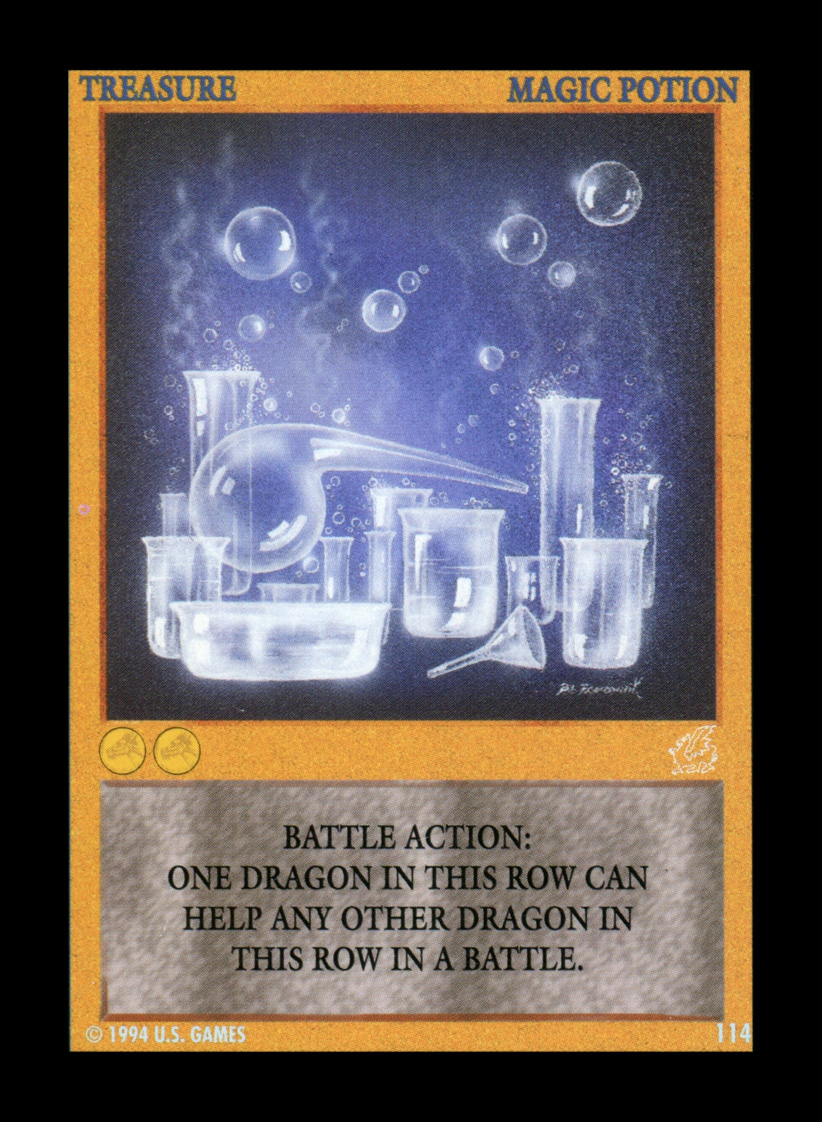 TREASURE
MAGIC POTION
BATTLE ACTION:
ONE DRAGON IN THIS ROW CAN
HELP ANY OTHER DRAGON IN
THIS ROW IN A BATTLE.
© 1994 U.S. GAMES
114